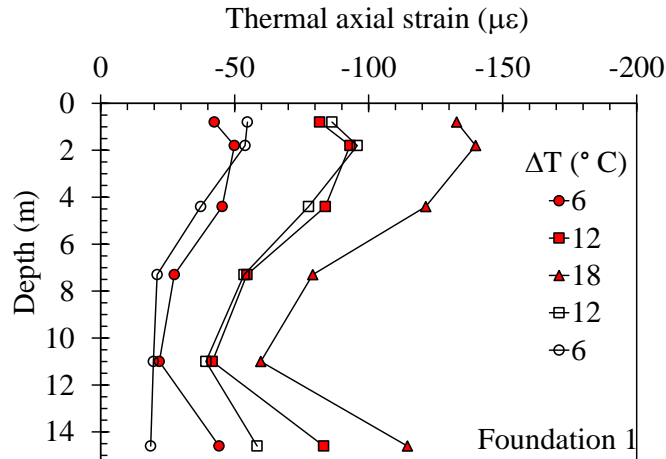 Thermal axial strain (με)
0 -50 -100 -150 -200
0
2
4
6
8
10
12
14
Depth (m)
ΔT (° C)
6
12
18
12
6
Foundation 1